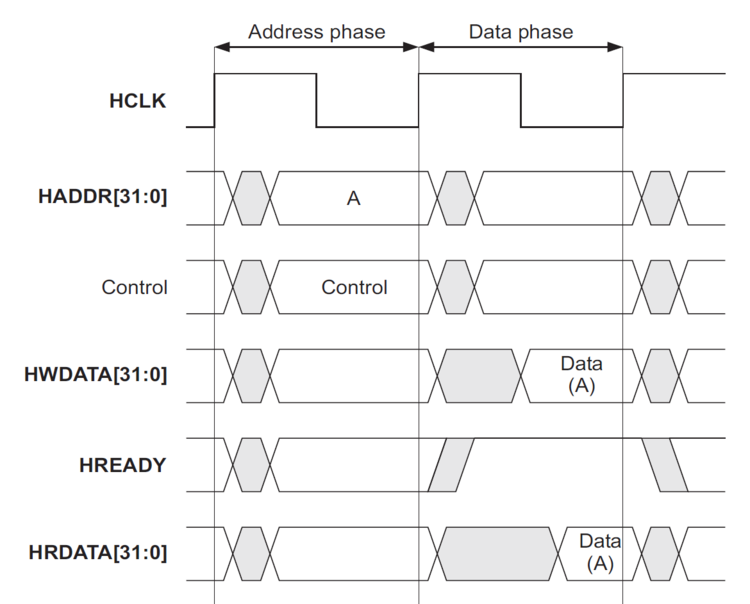 Address phase Data phase
HCLK
HADDR[31:0] A
Control Control
HWDATA[31:0] Data
(A)
HREADY
HRDATA[31:0] Data
(A)